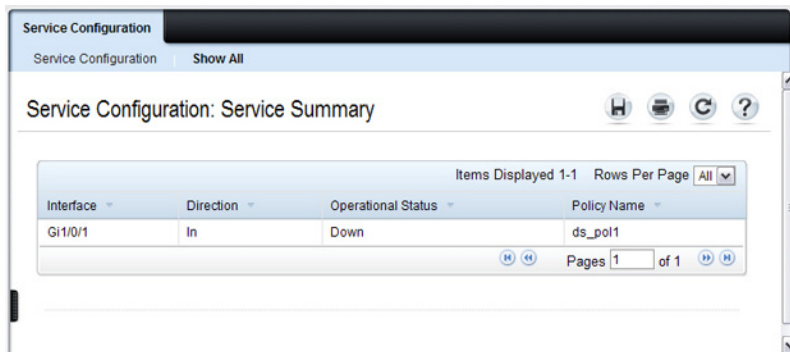 Service Configuration
Service Configuration Show All
Service Configuration: Service Summary
Items Displayed 1-1 Rows Per Page All
Interface Direction Operational Status Policy Name
Gi1/0/1 In Down ds_pol1
Pages 1 of 1